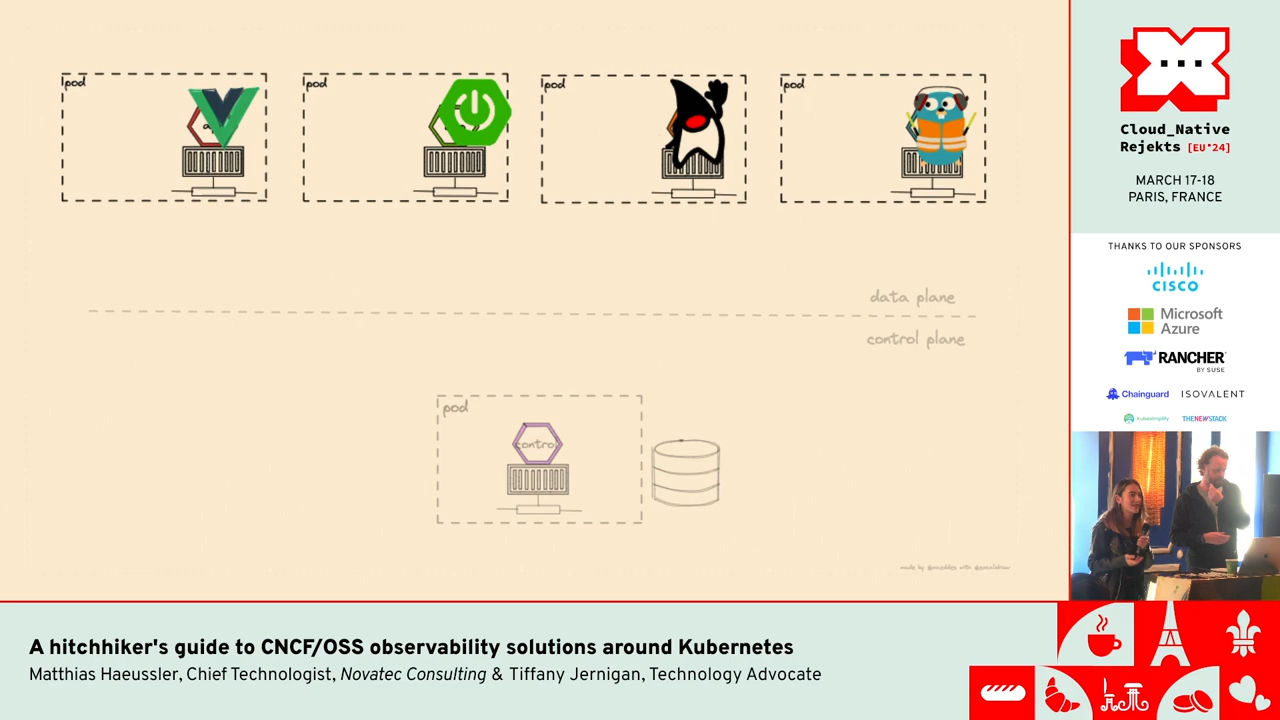 pod
pod
pod
pod
data plane
control plane
pod
control
Cloud_Native
Rejekts [EU'24]
MARCH 17-18
PARIS, FRANCE
THANKS TO OUR SPONSORS
CISCO
Microsoft
Azure
RANCHER
BY SUSE
Chainguard
ISOVALENT
Kubesimplify
THENEWSTACK
A hitchhiker's guide to CNCF/OSS observability solutions around Kubernetes
Matthias Haeussler, Chief Technologist, Novatec Consulting & Tiffany Jernigan, Technology Advocate